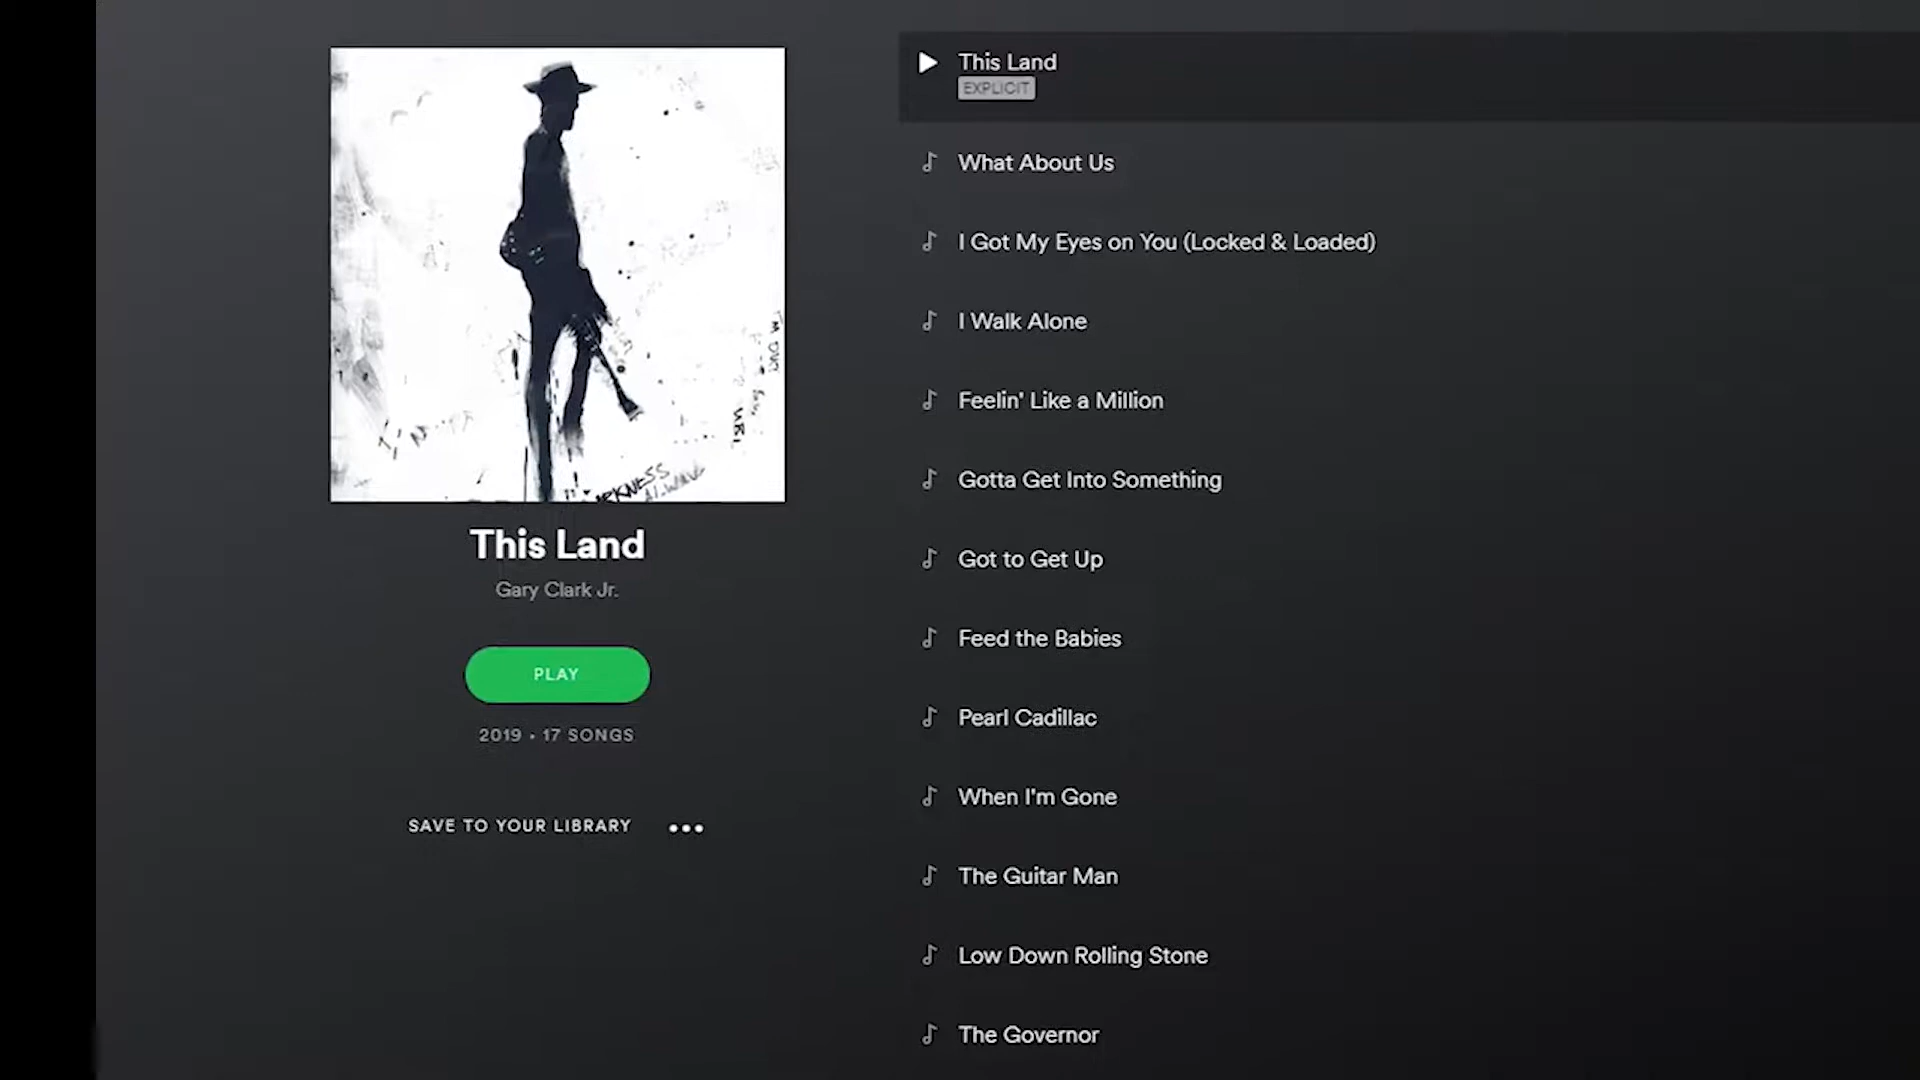 This Land
Gary Clark Jr.
PLAY
2019 • 17 SONGS
SAVE TO YOUR LIBRARY
This Land
EXPLICIT
What About Us
I Got My Eyes on You (Locked & Loaded)
I Walk Alone
Feelin' Like a Million
Gotta Get Into Something
Got to Get Up
Feed the Babies
Pearl Cadillac
When I'm Gone
The Guitar Man
Low Down Rolling Stone
The Governor